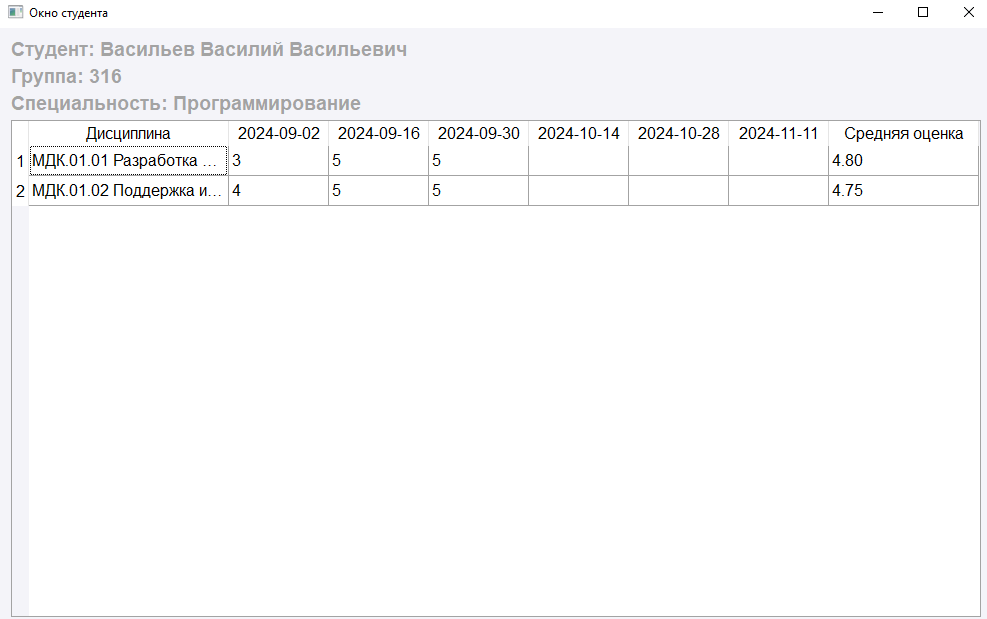 Окно студента
Студент: Васильев Василий Васильевич
Группа: 316
Специальность: Программирование
Дисциплина 2024-09-02 2024-09-16 2024-09-30 2024-10-14 2024-10-28 2024-11-11 Средняя оценка
1 МДК.01.01 Разработка ... 3 5 5 4.80
2 МДК.01.02 Поддержка и... 4 5 5 4.75